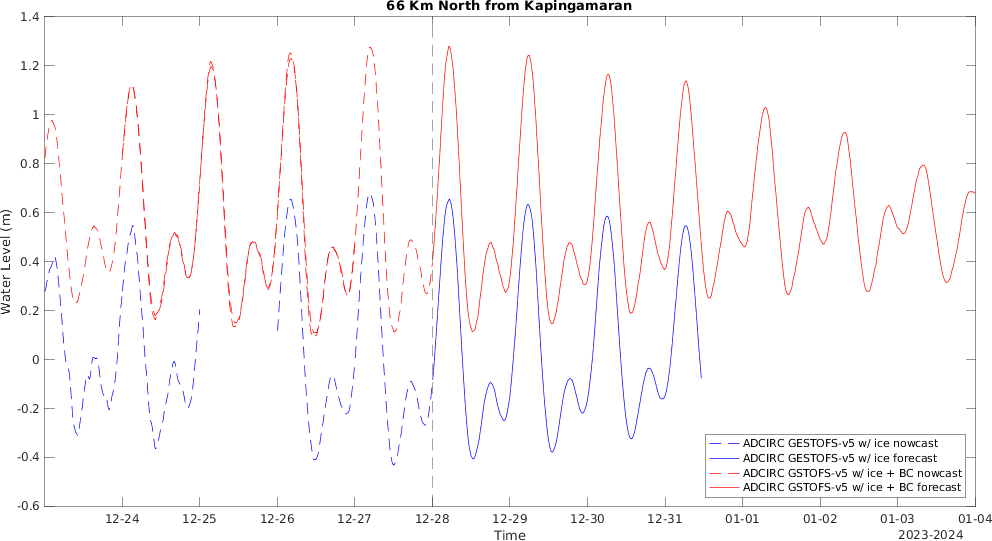 66 Km North from Kapingamaran
Water Level (m)
1.4
1.2
1
0.8
0.6
0.4
0.2
0
-0.2
-0.4
-0.6
ADCIRC GESTOFS-v5 w/ ice nowcast
ADCIRC GESTOFS-v5 w/ ice forecast
ADCIRC GSTOFS-v5 w/ ice + BC nowcast
ADCIRC GSTOFS-v5 w/ ice + BC forecast
12-24 12-25 12-26 12-27 12-28 12-29 12-30 12-31 01-01 01-02 01-03 01-04
Time
2023-2024